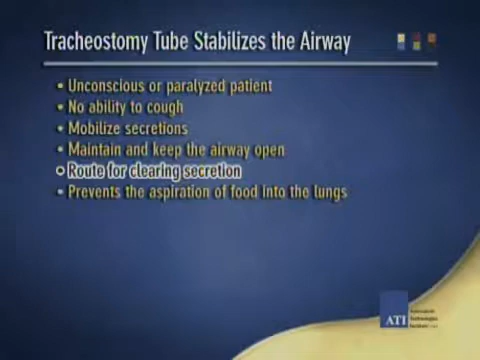 Tracheostomy Tube Stabilizes the Airway
• Unconscious or paralyzed patient
• No ability to cough
• Mobilize secretions
• Maintain and keep the airway open
• Route for clearing secretion
• Prevents the aspiration of food Into the lungs
ATI